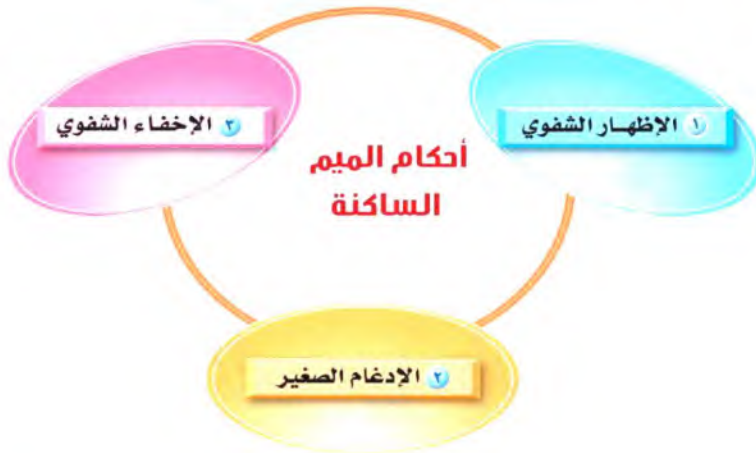 أحكام الميم
الساكنة
١ الإظهار الشفوي
٢ الإدغام الصغير
٣ الإخفاء الشفوي